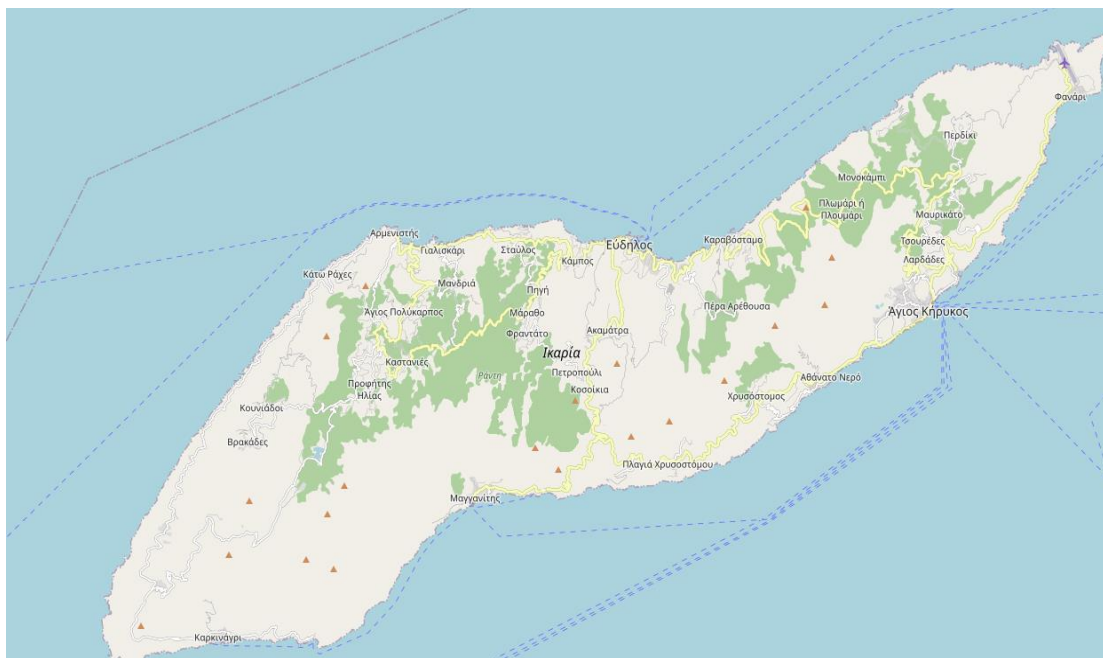 Φανάρι
Περδίκι
Μονοκάμπι
Πλωμάρι ή
Πλουμάρι
Μαυρικάτο
Αρμενιστής
Γιαλισκάρι
Σταύλος
Εύδηλος
Καραβόσταμο
Τσουρέδες
Κάμπος
Λαρδάδες
Κάτω Ράχες
Μανδριά
Πηγή
Άγιος Πολύκαρπος
Μάραθο
Πέρα Αρέθουσα
Άγιος Κήρυκος
Φραντάτο
Ακαμάτρα
Ικαρία
Καστανιές
Ράντη
Πετροπούλι
Προφήτης
Ηλίας
Κοσοίκια
Αθάνατο Νερό
Χρυσόστομος
Κουνιάδοι
Βρακάδες
Πλαγιά Χρυσοστόμου
Μαγγανίτης
Καρκινάγρι